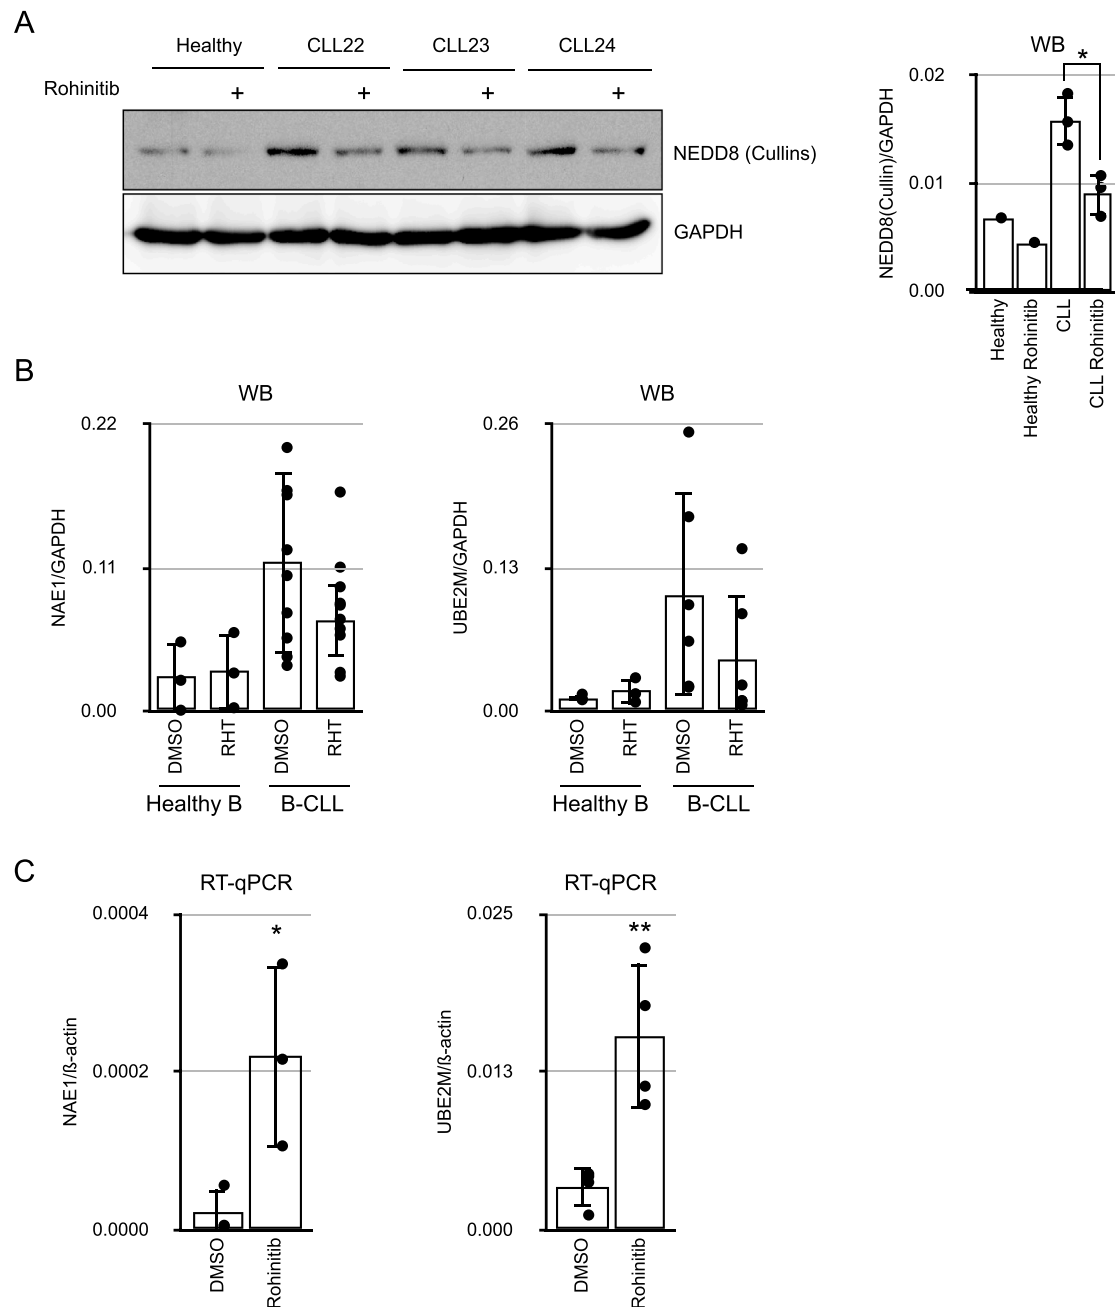 A
Healthy CLL22 CLL23 CLL24
Rohinitib + + + +
NEDD8 (Cullins)
GAPDH
WB
*
NEDD8(Cullin)/GAPDH
0.02
0.01
0.00
Healthy
Healthy Rohinitib
CLL
CLL Rohinitib
B
WB
NAE1/GAPDH
0.22
0.11
0.00
DMSO
RHT
DMSO
RHT
Healthy B B-CLL
WB
UBE2M/GAPDH
0.26
0.13
0.00
DMSO
RHT
DMSO
RHT
Healthy B B-CLL
C
RT-qPCR
*
NAE1/ß-actin
0.0004
0.0002
0.0000
DMSO
Rohinitib
RT-qPCR
**
UBE2M/ß-actin
0.025
0.013
0.000
DMSO
Rohinitib